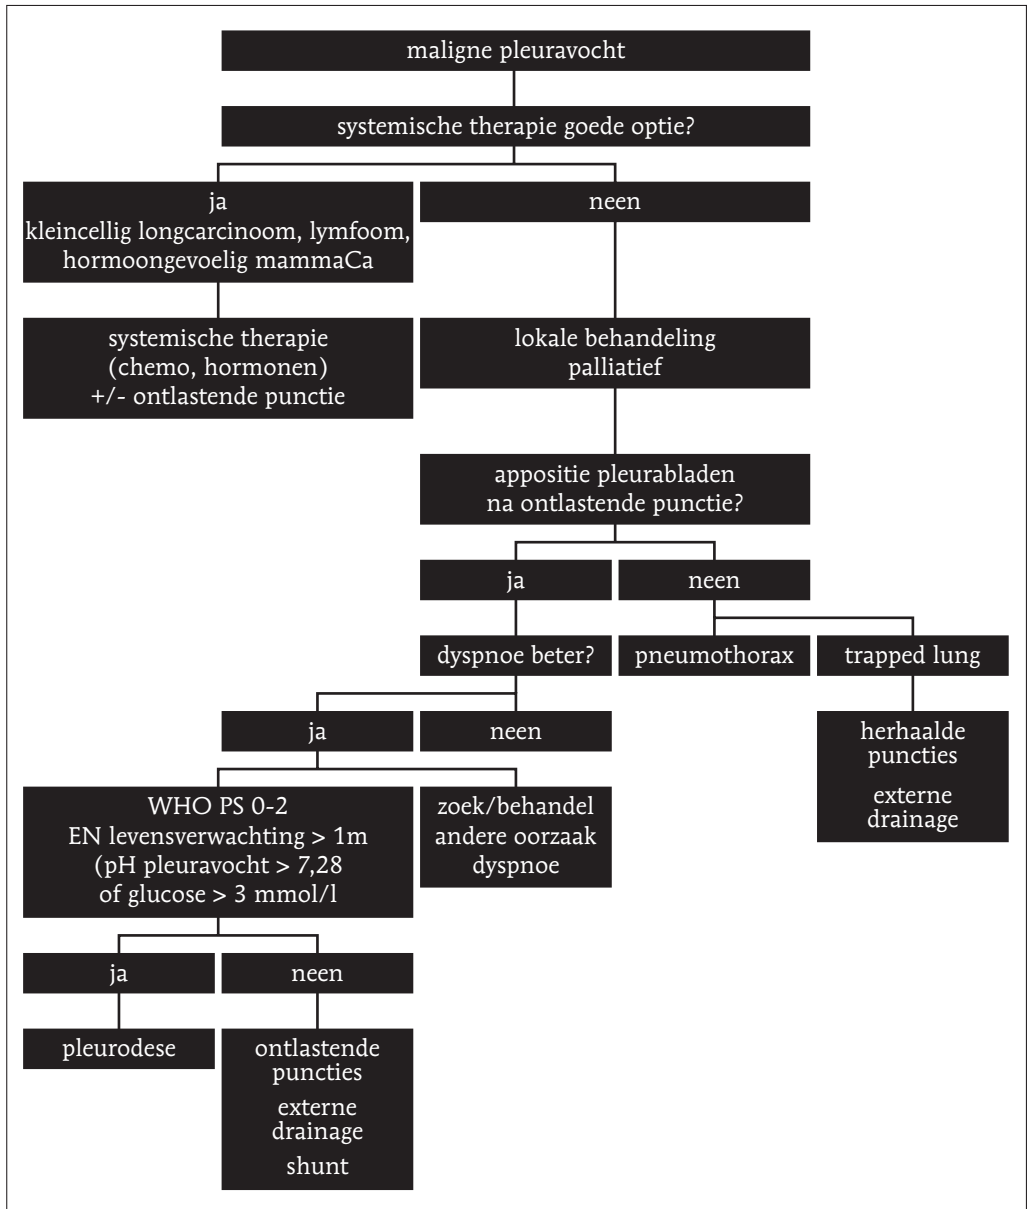 maligne pleuravocht
systemische therapie goede optie?
ja
kleincellig longcarcinoom, lymfoom,
hormoongevoelig mammaCa
neen
systemische therapie
(chemo, hormonen)
+/- ontlastende punctie
lokale behandeling
palliatief
appositie pleurabladen
na ontlastende punctie?
ja
neen
dyspnoe beter?
pneumothorax
trapped lung
ja
neen
herhaalde
puncties
externe
drainage
WHO PS 0-2
EN levensverwachting > 1m
(pH pleuravocht > 7,28
of glucose > 3 mmol/l
zoek/behandel
andere oorzaak
dyspnoe
ja
neen
pleurodese
ontlastende
puncties
externe
drainage
shunt